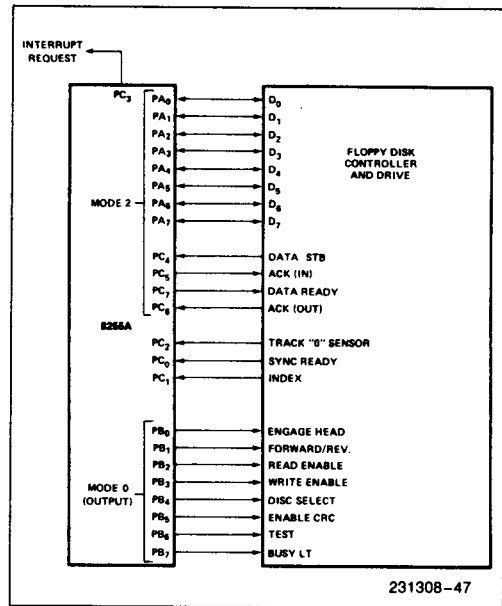 INTERRUPT
REQUEST
PC3
PA0 D0
PA1 D1
PA2 D2
PA3 D3
PA4 D4
PA5 D5
PA6 D6
PA7 D7
FLOPPY DISK
CONTROLLER
AND DRIVE
MODE 2
PC4 DATA STB
PC5 ACK (IN)
PC7 DATA READY
PC6 ACK (OUT)
8255A
PC2 TRACK "0" SENSOR
PC0 SYNC READY
PC1 INDEX
PB0 ENGAGE HEAD
PB1 FORWARD/REV.
PB2 READ ENABLE
PB3 WRITE ENABLE
PB4 DISC SELECT
PB5 ENABLE CRC
PB6 TEST
PB7 BUSY LT
MODE 0
(OUTPUT)
231308-47